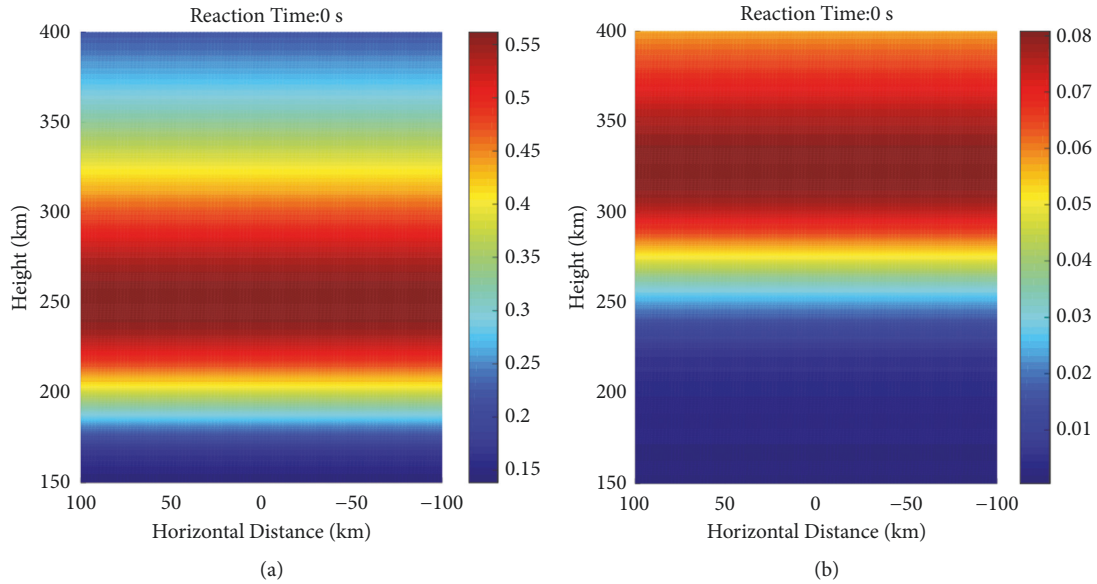 Reaction Time:0 s
400
350
300
250
200
150
Height (km)
100 50 0 −50 −100
Horizontal Distance (km)
0.55
0.5
0.45
0.4
0.35
0.3
0.25
0.2
0.15
(a)
Reaction Time:0 s
400
350
300
250
200
150
Height (km)
100 50 0 −50 −100
Horizontal Distance (km)
0.08
0.07
0.06
0.05
0.04
0.03
0.02
0.01
(b)